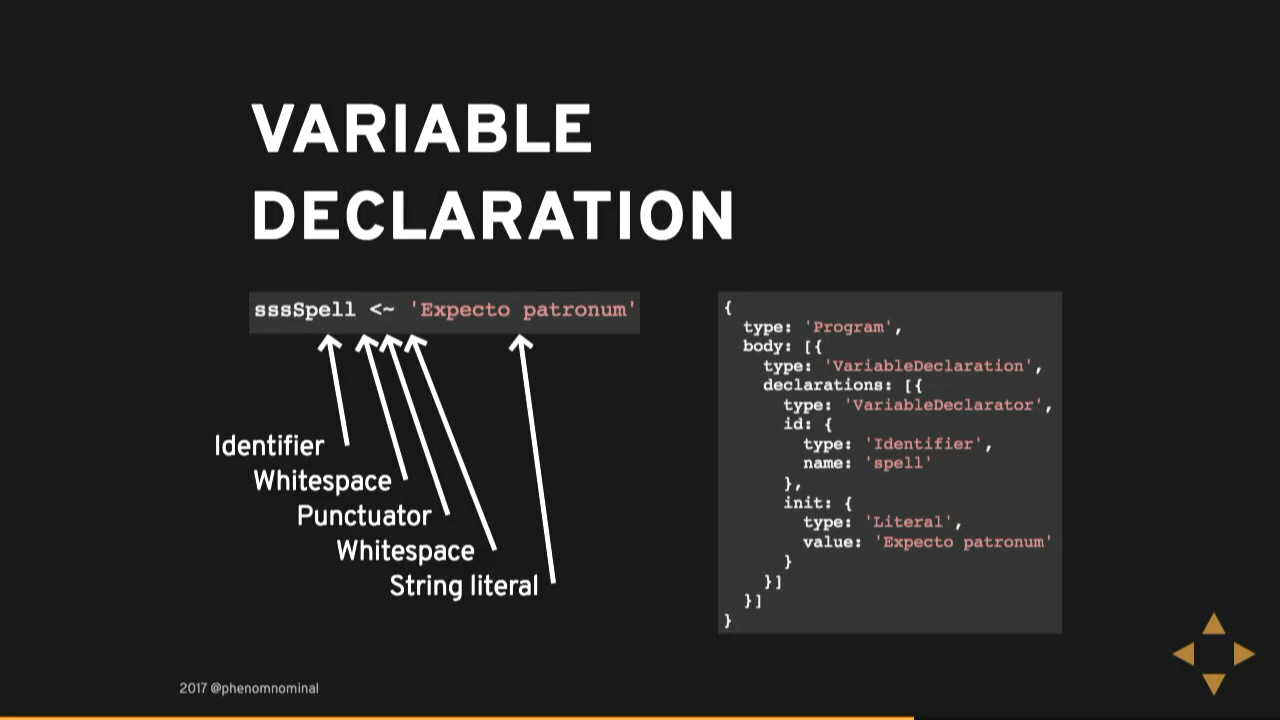 VARIABLE
DECLARATION
sssSpell <~ 'Expecto patronum'
Identifier
Whitespace
Punctuator
Whitespace
String literal
{
  type: 'Program',
  body: [{
    type: 'VariableDeclaration',
    declarations: [{
      type: 'VariableDeclarator',
      id: {
        type: 'Identifier',
        name: 'spell'
      },
      init: {
        type: 'Literal',
        value: 'Expecto patronum'
      }
    }]
  }]
}
2017 @phenomnominal